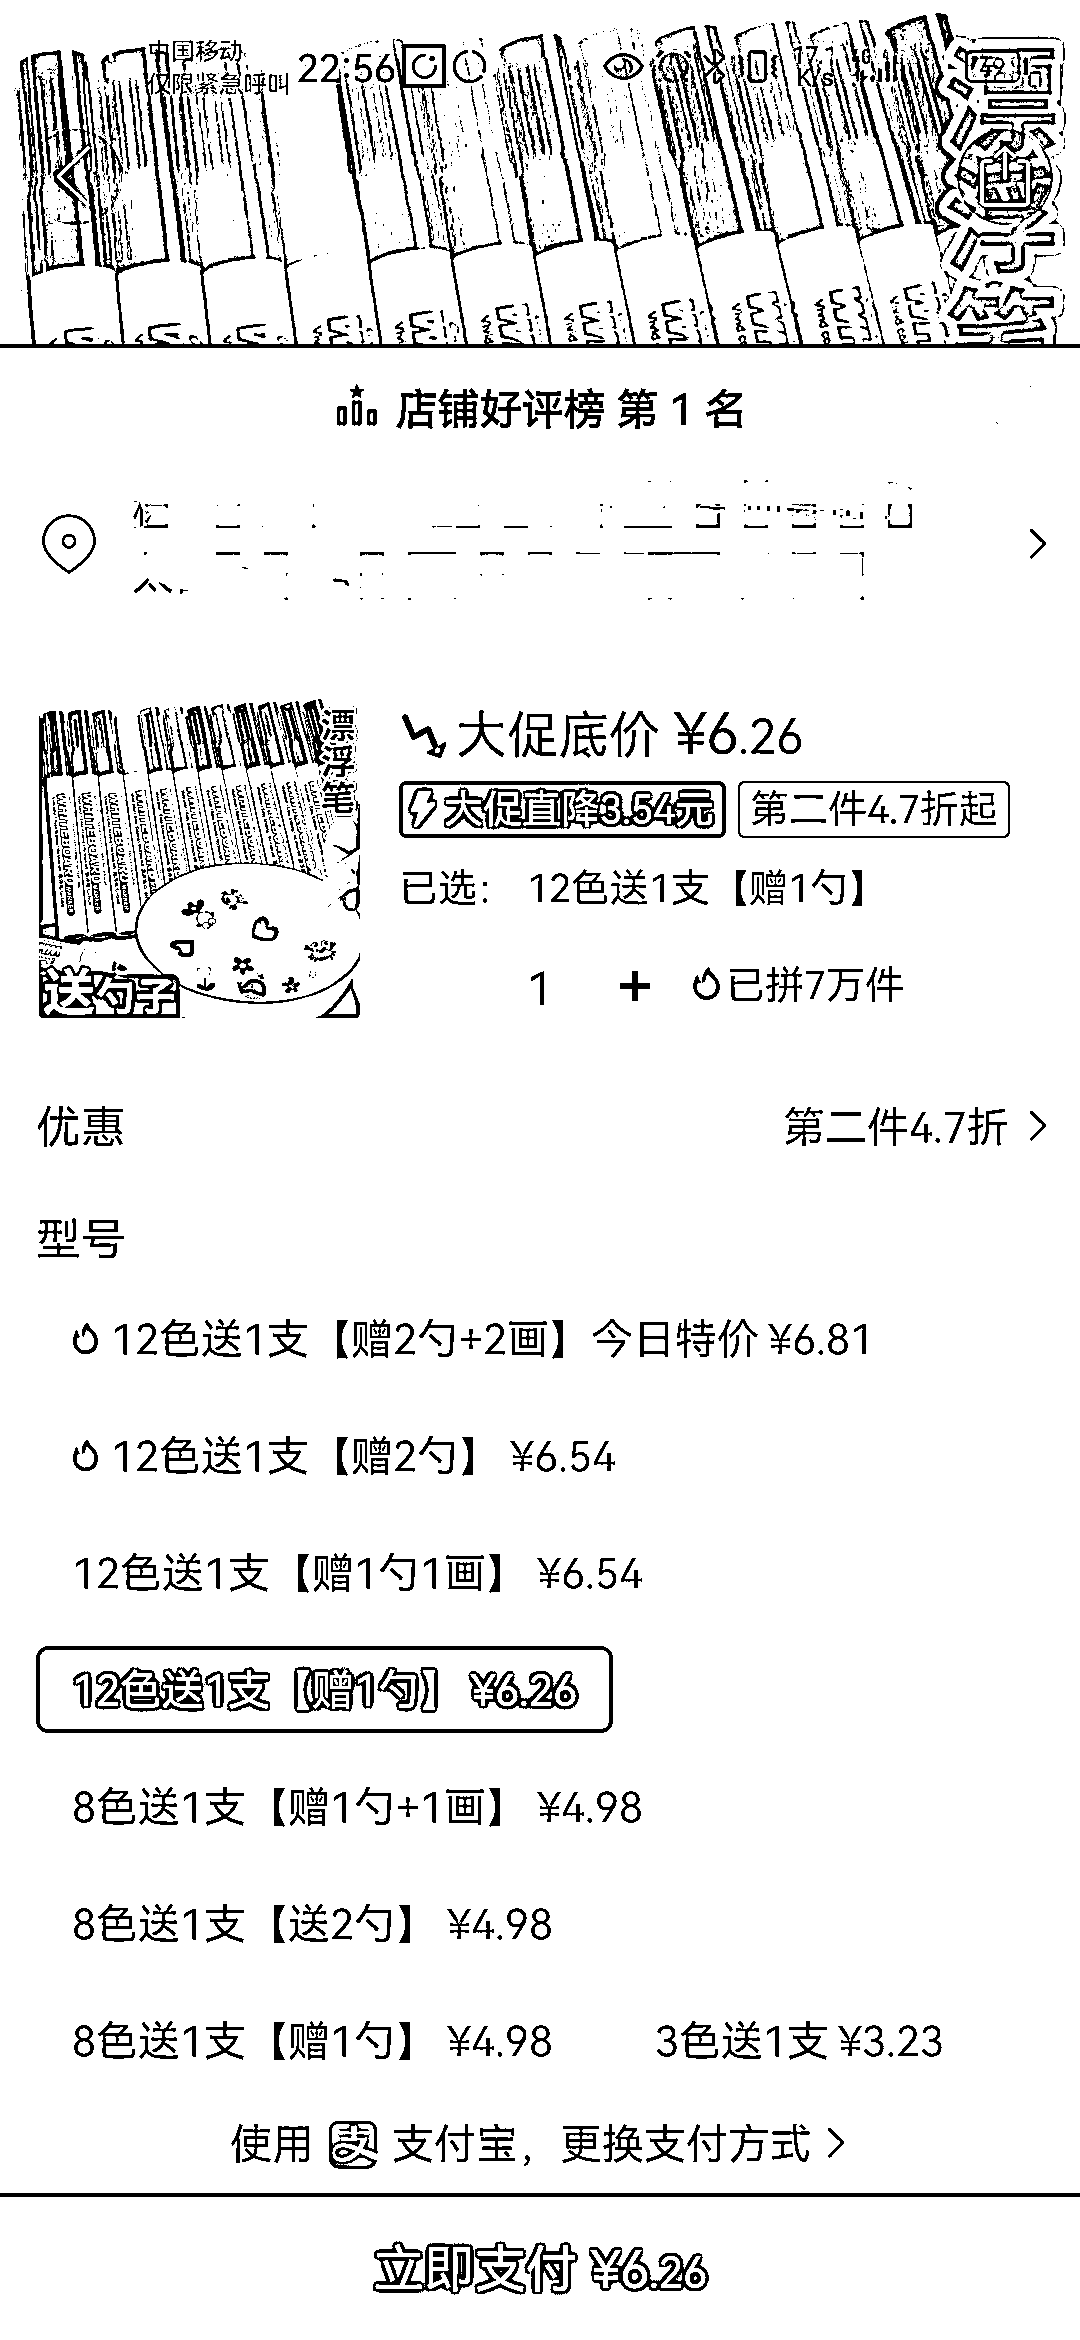 中国移动
仅限紧急呼叫 22:56
漂浮笔
店铺好评榜 第 1 名
漂浮笔
送勺子
大促底价 ¥6.26
大促直降3.54元 第二件4.7折起
已选： 12色送1支【赠1勺】
1 + 已拼7万件
优惠 第二件4.7折
型号
12色送1支【赠2勺+2画】今日特价 ¥6.81
12色送1支【赠2勺】 ¥6.54
12色送1支【赠1勺1画】 ¥6.54
12色送1支【赠1勺】 ¥6.26
8色送1支【赠1勺+1画】 ¥4.98
8色送1支【送2勺】 ¥4.98
8色送1支【赠1勺】 ¥4.98 3色送1支 ¥3.23
使用 支 支付宝，更换支付方式
立即支付 ¥6.26